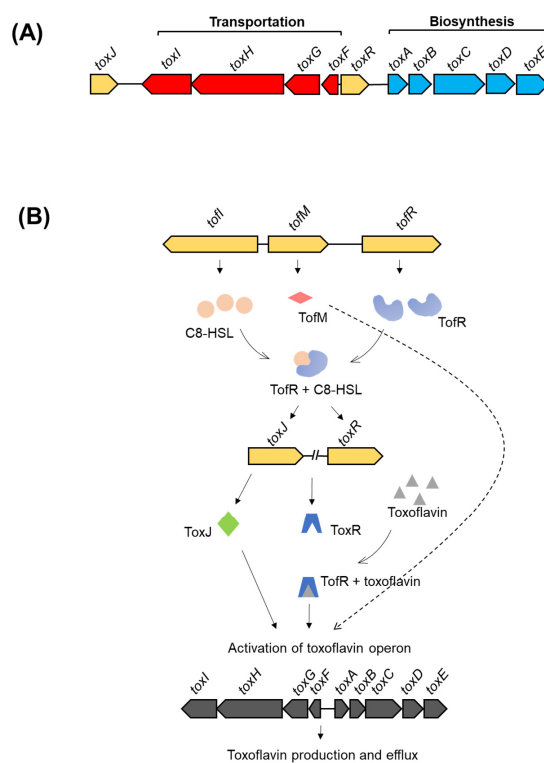 (A)
Transportation
Biosynthesis
toxJ
toxI
toxH
toxG
toxF
toxR
toxA
toxB
toxC
toxD
toxE
(B)
tofI
tofM
tofR
C8-HSL
TofM
TofR
TofR + C8-HSL
toxJ
toxR
Toxoflavin
ToxJ
ToxR
TofR + toxoflavin
Activation of toxoflavin operon
toxI
toxH
toxG
toxF
toxA
toxB
toxC
toxD
toxE
Toxoflavin production and efflux